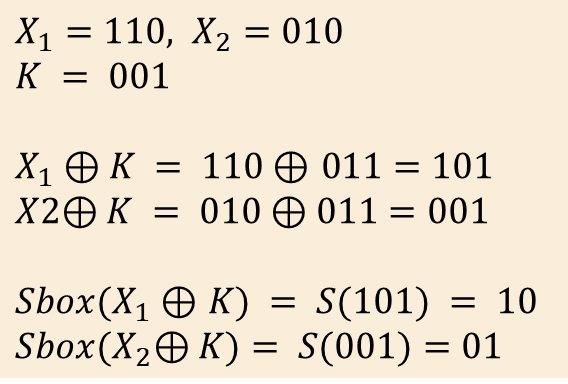 X₁ = 110, X₂ = 010
K = 001
X₁ ⊕ K = 110 ⊕ 011 = 101
X2⊕ K = 010 ⊕ 011 = 001
Sbox(X₁ ⊕ K) = S(101) = 10
Sbox(X₂⊕ K) = S(001) = 01